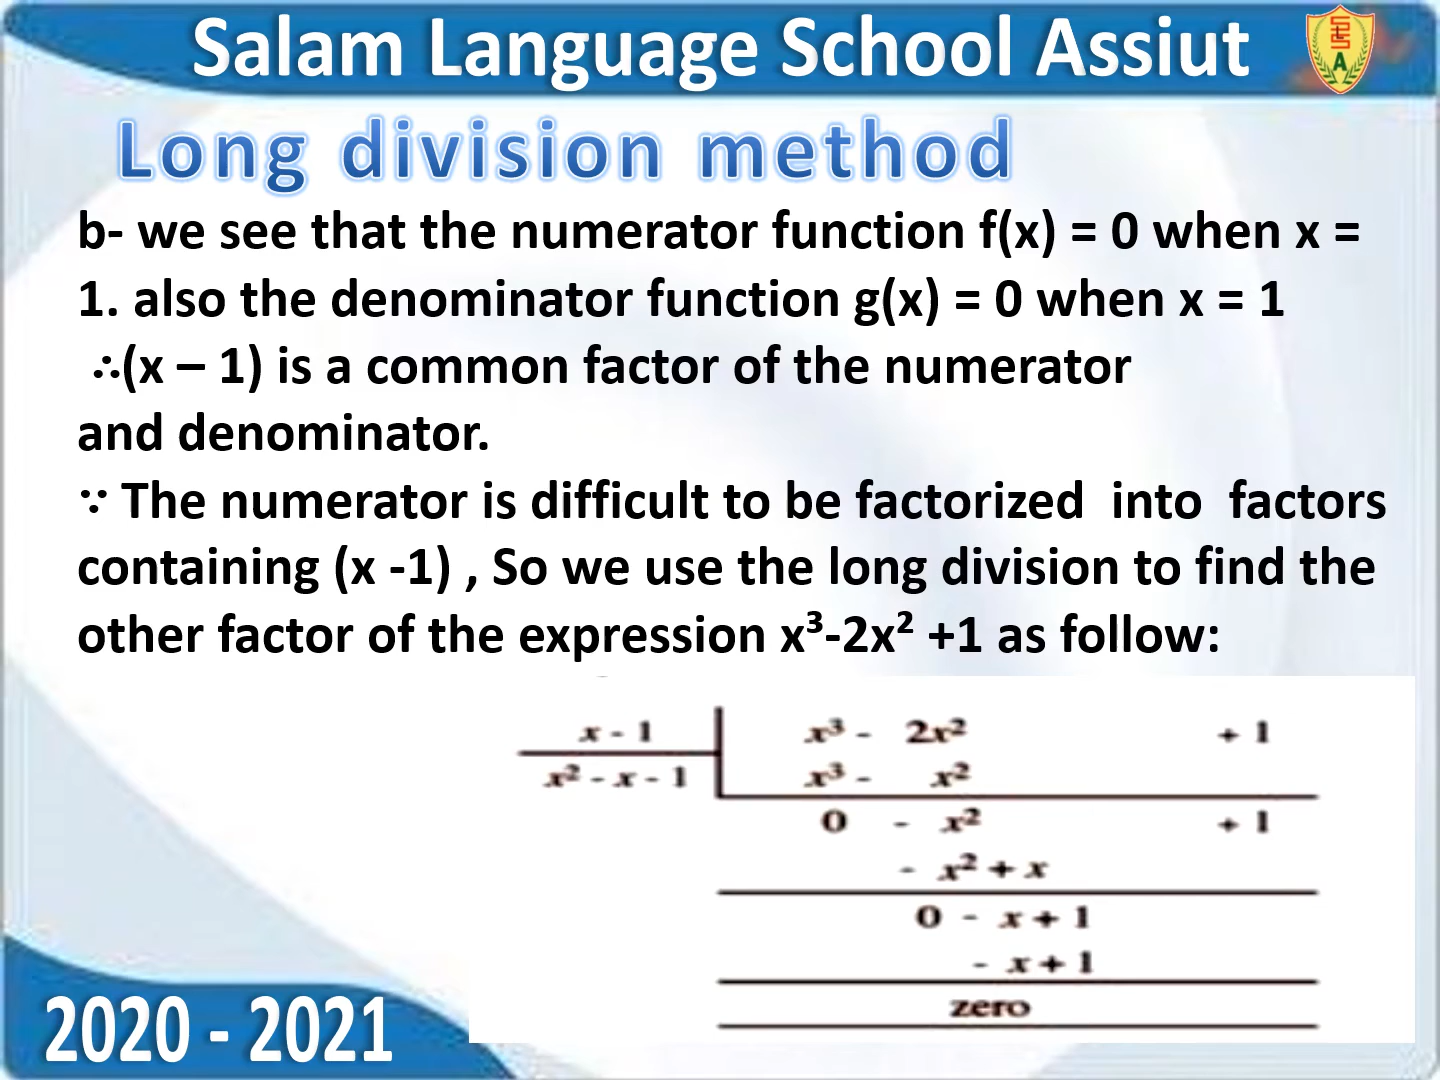 Salam Language School Assiut
Long division method
b- we see that the numerator function f(x) = 0 when x =
1. also the denominator function g(x) = 0 when x = 1
∴(x – 1) is a common factor of the numerator
and denominator.
∵ The numerator is difficult to be factorized into factors
containing (x -1) , So we use the long division to find the
other factor of the expression x³-2x² +1 as follow:
x - 1 x³ - 2x² + 1
x² - x - 1 x³ - x²
0 - x² + 1
- x² + x
0 - x + 1
- x + 1
zero
2020 - 2021